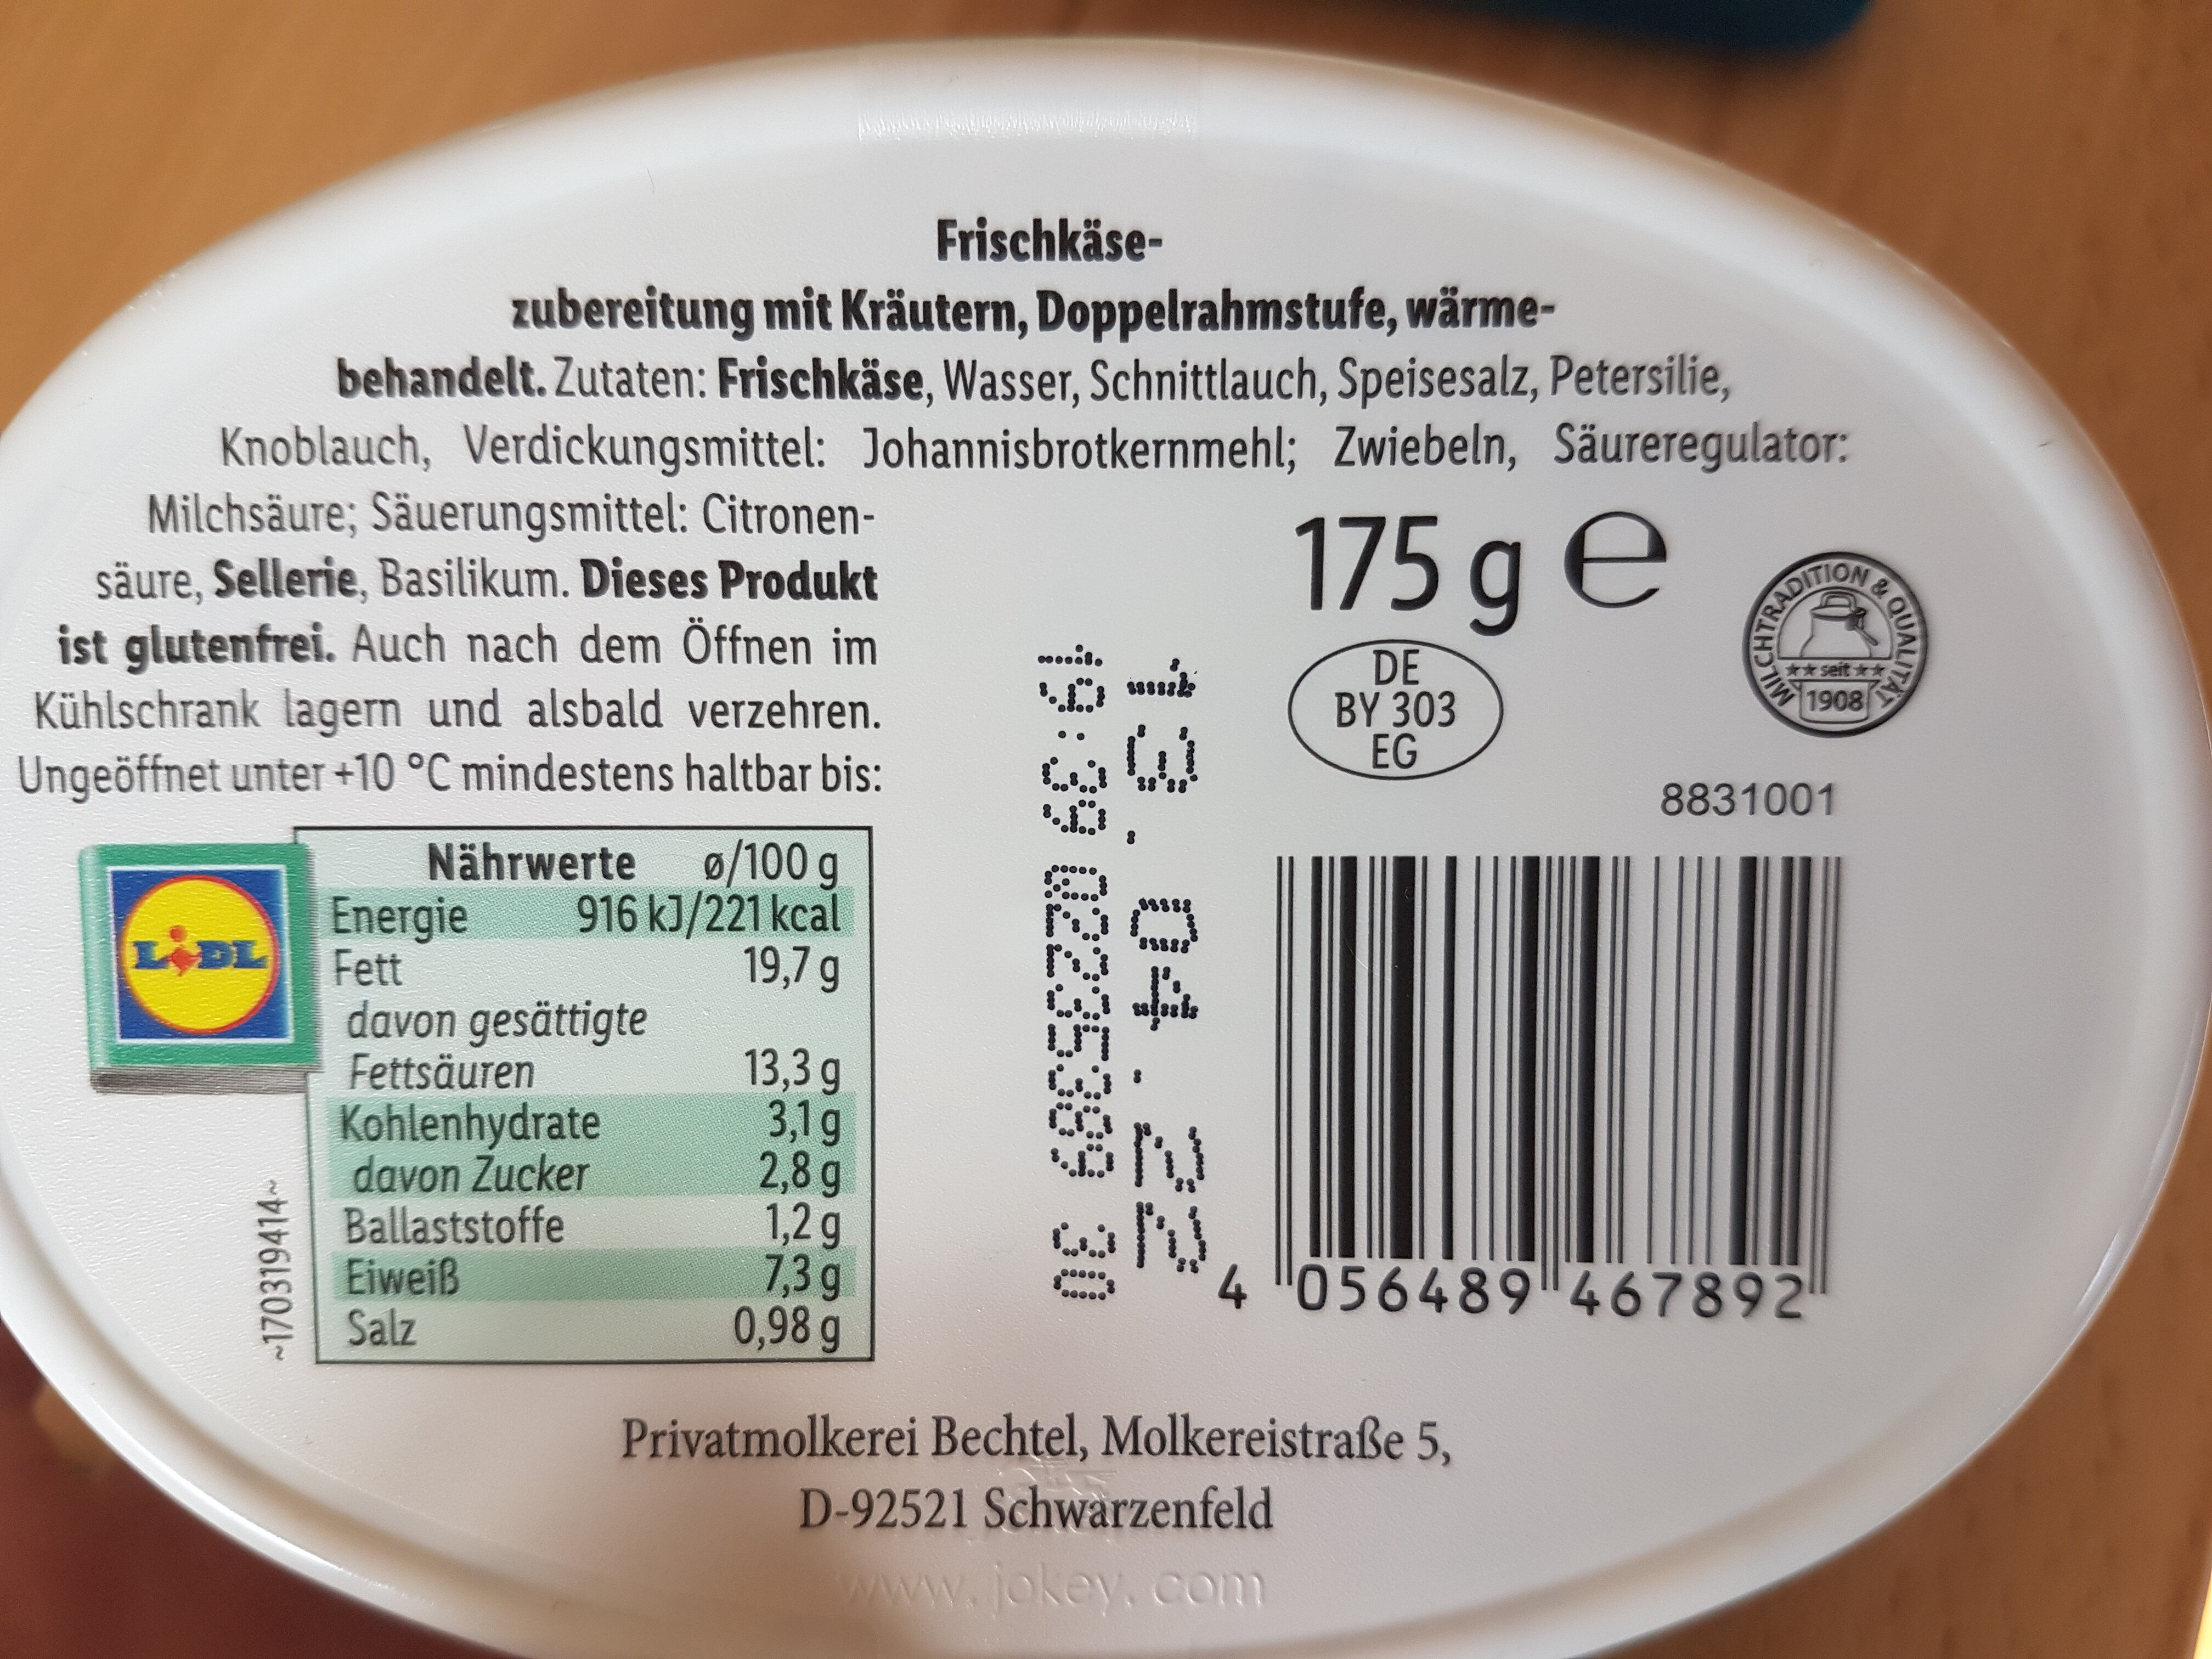 Frischkäse-
zubereitung mit Kräutern, Doppelrahmstufe, wärme-
behandelt. Zutaten: Frischkäse, Wasser, Schnittlauch, Speisesalz, Petersilie,
Knoblauch, Verdickungsmittel: Johannisbrotkernmehl; Zwiebeln, Säureregulator:
Milchsäure; Säuerungsmittel: Citronen-
säure, Sellerie, Basilikum. Dieses Produkt
ist glutenfrei. Auch nach dem Öffnen im
Kühlschrank lagern und alsbald verzehren.
Ungeöffnet unter +10 °C mindestens haltbar bis:
13.04.22
175 g e
DE
BY 303
EG
MILCHTRADITION & QUALITÄT
seit
1908
8831001
LIDL
Nährwerte ø/100 g
Energie 916 kJ/221 kcal
Fett 19,7 g
davon gesättigte
Fettsäuren 13,3 g
Kohlenhydrate 3,1 g
davon Zucker 2,8 g
Ballaststoffe 1,2 g
Eiweiß 7,3 g
Salz 0,98 g
~170319414~
4 056489 467892
Privatmolkerei Bechtel, Molkereistraße 5,
D-92521 Schwarzenfeld
www.jokey.com